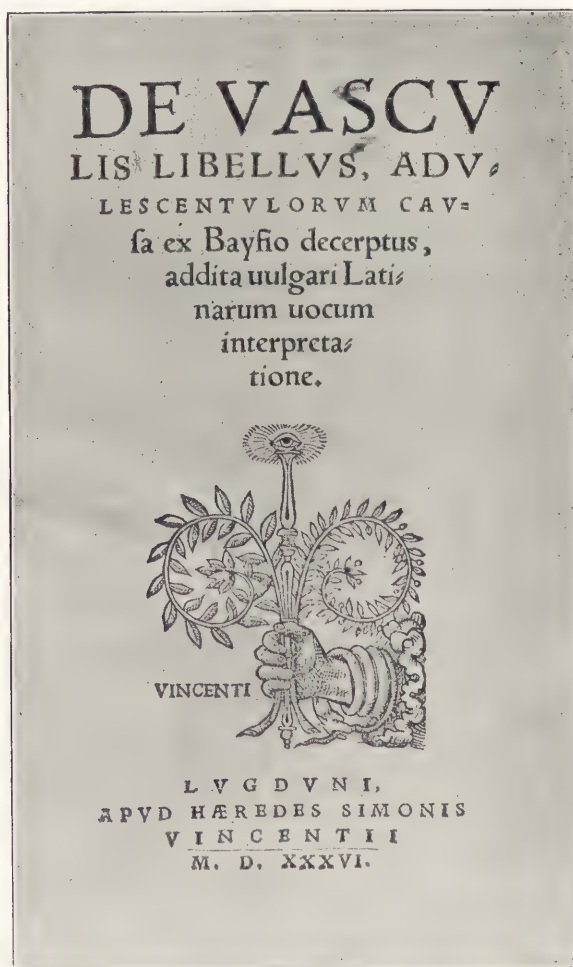 DE VASCV
LIS LIBELLVS, ADV⸗
LESCENTVLORVM CAV⸗
ſa ex Bayfio decerptus,
addita uulgari Lati⸗
narum uocum
interpreta⸗
tione.
VINCENTI
LVGDVNI,
APVD HÆREDES SIMONIS
VINCENTII
M. D. XXXVI.